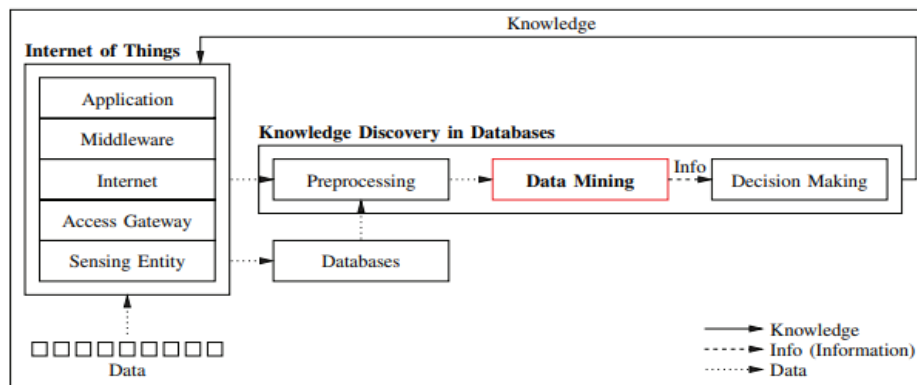 Knowledge
Internet of Things
Application
Middleware
Internet
Access Gateway
Sensing Entity
Knowledge Discovery in Databases
Preprocessing
Data Mining
Info
Decision Making
Databases
Data
Knowledge
Info (Information)
Data